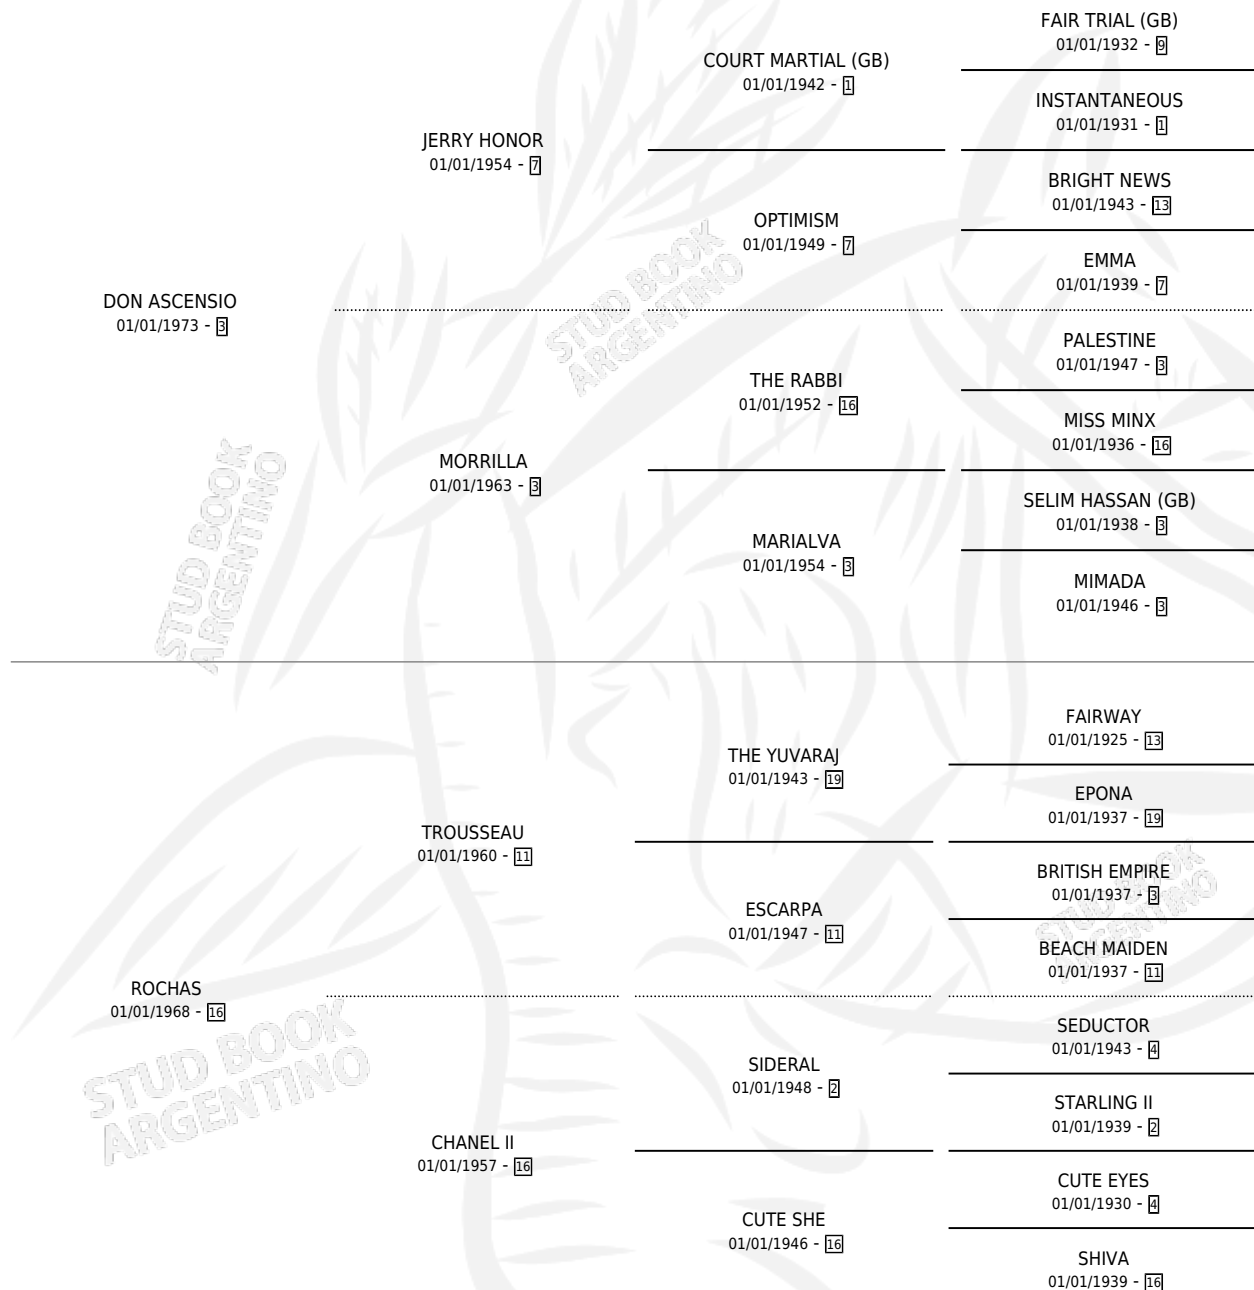 FAIR TRIAL (GB)
01/01/1932 - 9
COURT MARTIAL (GB)
01/01/1942 - 1
INSTANTANEOUS
01/01/1931 - 1
JERRY HONOR
01/01/1954 - 7
BRIGHT NEWS
01/01/1943 - 13
OPTIMISM
01/01/1949 - 7
EMMA
01/01/1939 - 7
DON ASCENSIO
01/01/1973 - 3
PALESTINE
01/01/1947 - 3
THE RABBI
01/01/1952 - 16
MISS MINX
01/01/1936 - 16
MORRILLA
01/01/1963 - 3
SELIM HASSAN (GB)
01/01/1938 - 3
MARIALVA
01/01/1954 - 3
MIMADA
01/01/1946 - 3
STUD BOOK
ARGENTINO
STUD BOOK
ARGENTINO
FAIRWAY
01/01/1925 - 13
THE YUVARAJ
01/01/1943 - 19
EPONA
01/01/1937 - 19
TROUSSEAU
01/01/1960 - 11
BRITISH EMPIRE
01/01/1937 - 3
ESCARPA
01/01/1947 - 11
BEACH MAIDEN
01/01/1937 - 11
ROCHAS
01/01/1968 - 16
SEDUCTOR
01/01/1943 - 4
SIDERAL
01/01/1948 - 2
STARLING II
01/01/1939 - 2
CHANEL II
01/01/1957 - 16
CUTE EYES
01/01/1930 - 4
CUTE SHE
01/01/1946 - 16
SHIVA
01/01/1939 - 16
STUD BOOK
ARGENTINO
STUD BOOK
ARGENTINO